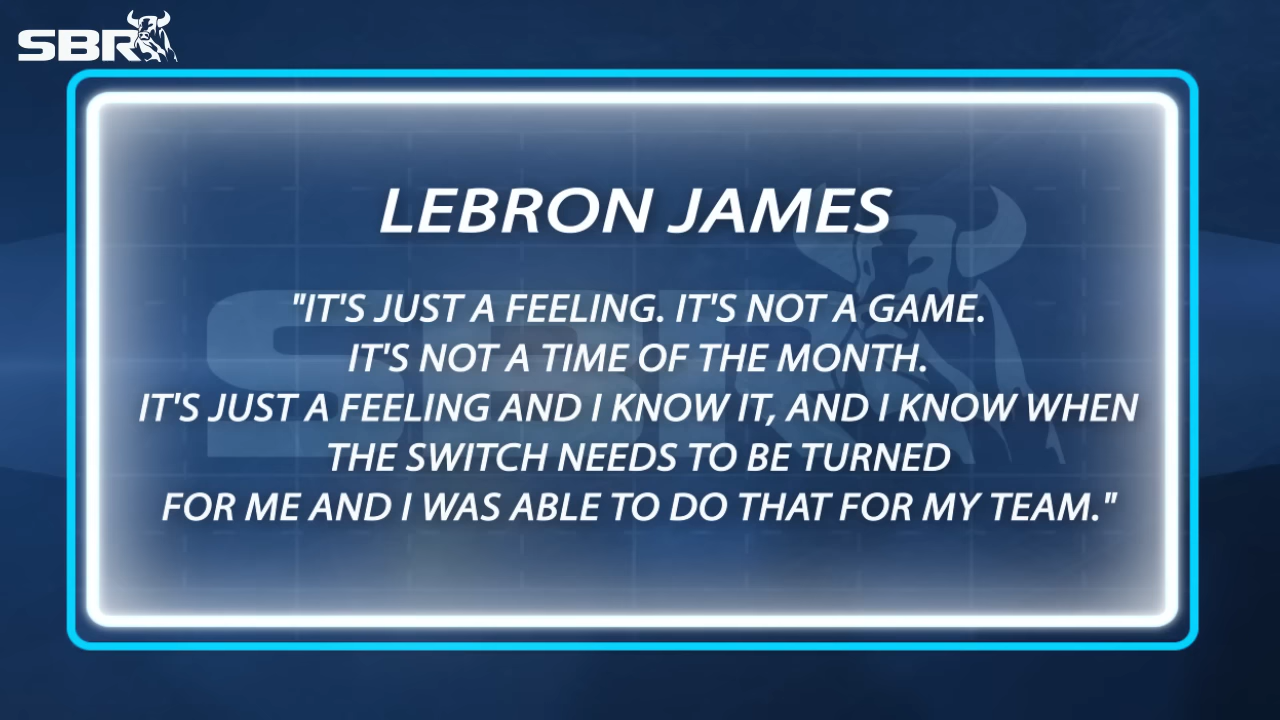 SBR
LEBRON JAMES
"IT'S JUST A FEELING. IT'S NOT A GAME.
IT'S NOT A TIME OF THE MONTH.
IT'S JUST A FEELING AND I KNOW IT, AND I KNOW WHEN
THE SWITCH NEEDS TO BE TURNED
FOR ME AND I WAS ABLE TO DO THAT FOR MY TEAM."
SBR